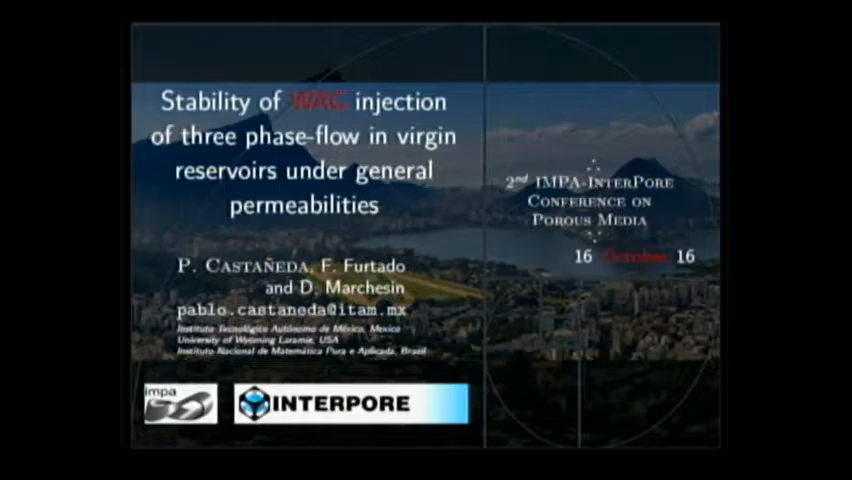 Stability of WAG injection
of three phase-flow in virgin
reservoirs under general
permeabilities
P. CASTAÑEDA, F. Furtado
and D. Marchesin
pablo.castaneda@itam.mx
Instituto Tecnológico Autónomo de México, Mexico
University of Wyoming Laramie, USA
Instituto Nacional de Matemática Pura e Aplicada, Brazil
impa
INTERPORE
2nd IMPA-INTERPORE
CONFERENCE ON
POROUS MEDIA
16 October 16